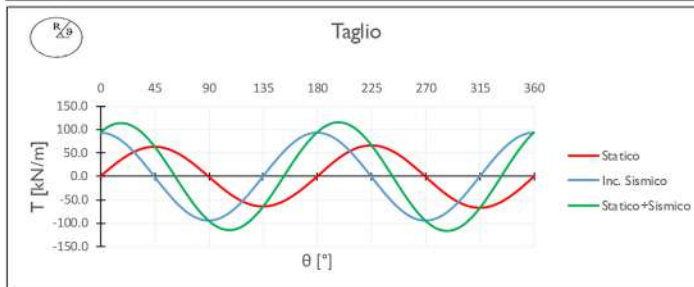 R θ
Taglio
0 45 90 135 180 225 270 315 360
150.0
100.0
50.0
0.0
-50.0
-100.0
-150.0
T [kN/m]
θ [°]
Statico
Inc. Sismico
Statico+Sismico